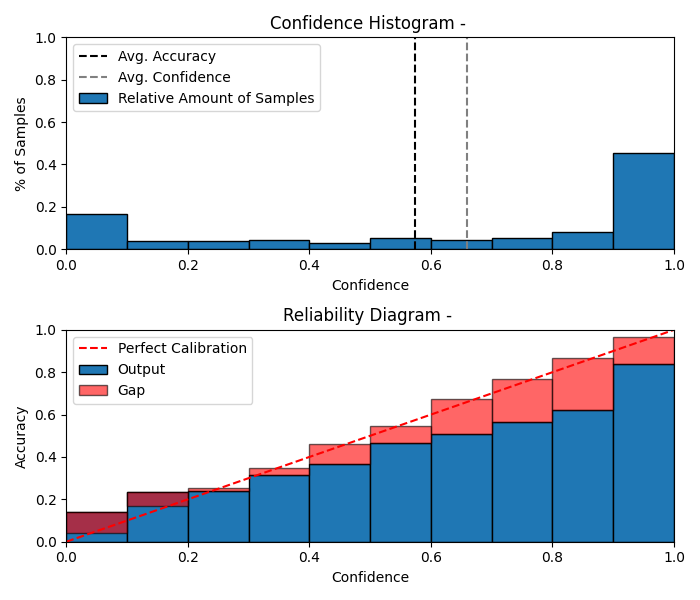 Confidence Histogram -
1.0
0.8
0.6
0.4
0.2
0.0
% of Samples
Avg. Accuracy
Avg. Confidence
Relative Amount of Samples
0.0 0.2 0.4 0.6 0.8 1.0
Confidence
Reliability Diagram -
1.0
0.8
0.6
0.4
0.2
0.0
Accuracy
Perfect Calibration
Output
Gap
0.0 0.2 0.4 0.6 0.8 1.0
Confidence